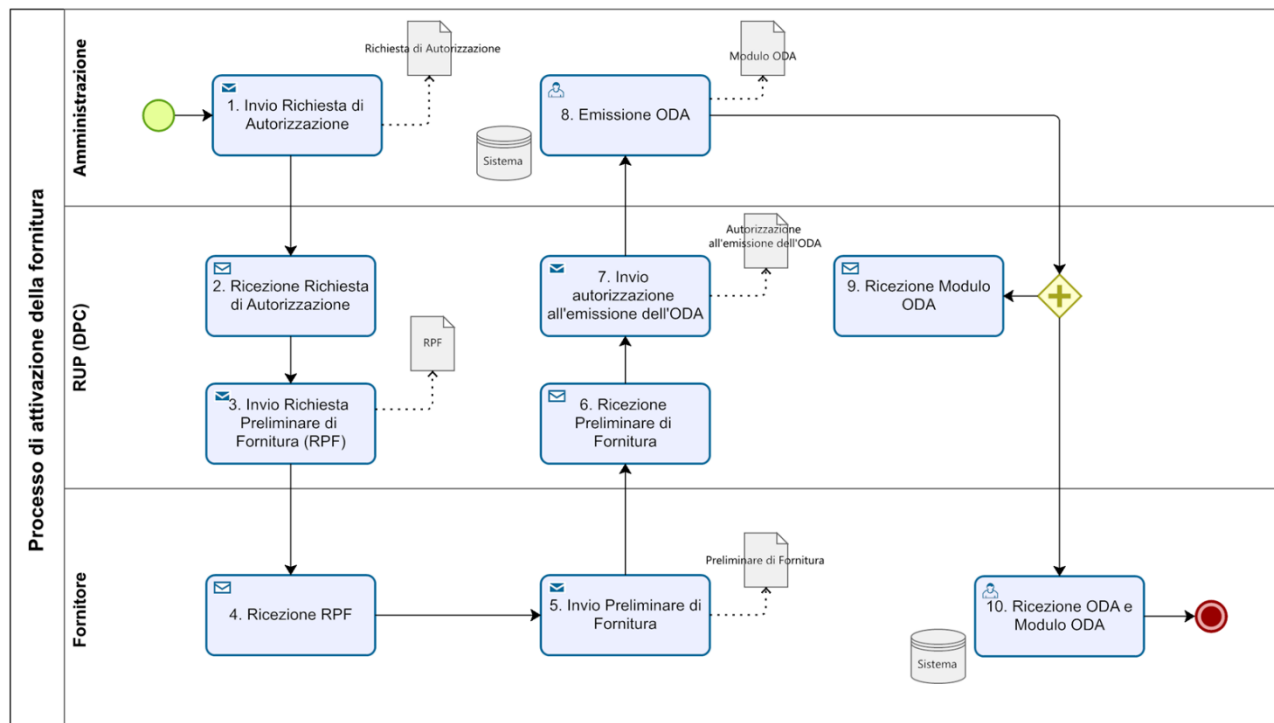 Processo di attivazione della fornitura
Amministrazione
1. Invio Richiesta di
Autorizzazione
Richiesta di Autorizzazione
Sistema
8. Emissione ODA
Modulo ODA
RUP (DPC)
2. Ricezione Richiesta
di Autorizzazione
3. Invio Richiesta
Preliminare di
Fornitura (RPF)
RPF
7. Invio
autorizzazione
all'emissione dell'ODA
Autorizzazione
all'emissione dell'ODA
6. Ricezione
Preliminare di
Fornitura
9. Ricezione Modulo
ODA
Fornitore
4. Ricezione RPF
5. Invio Preliminare di
Fornitura
Preliminare di Fornitura
10. Ricezione ODA e
Modulo ODA
Sistema